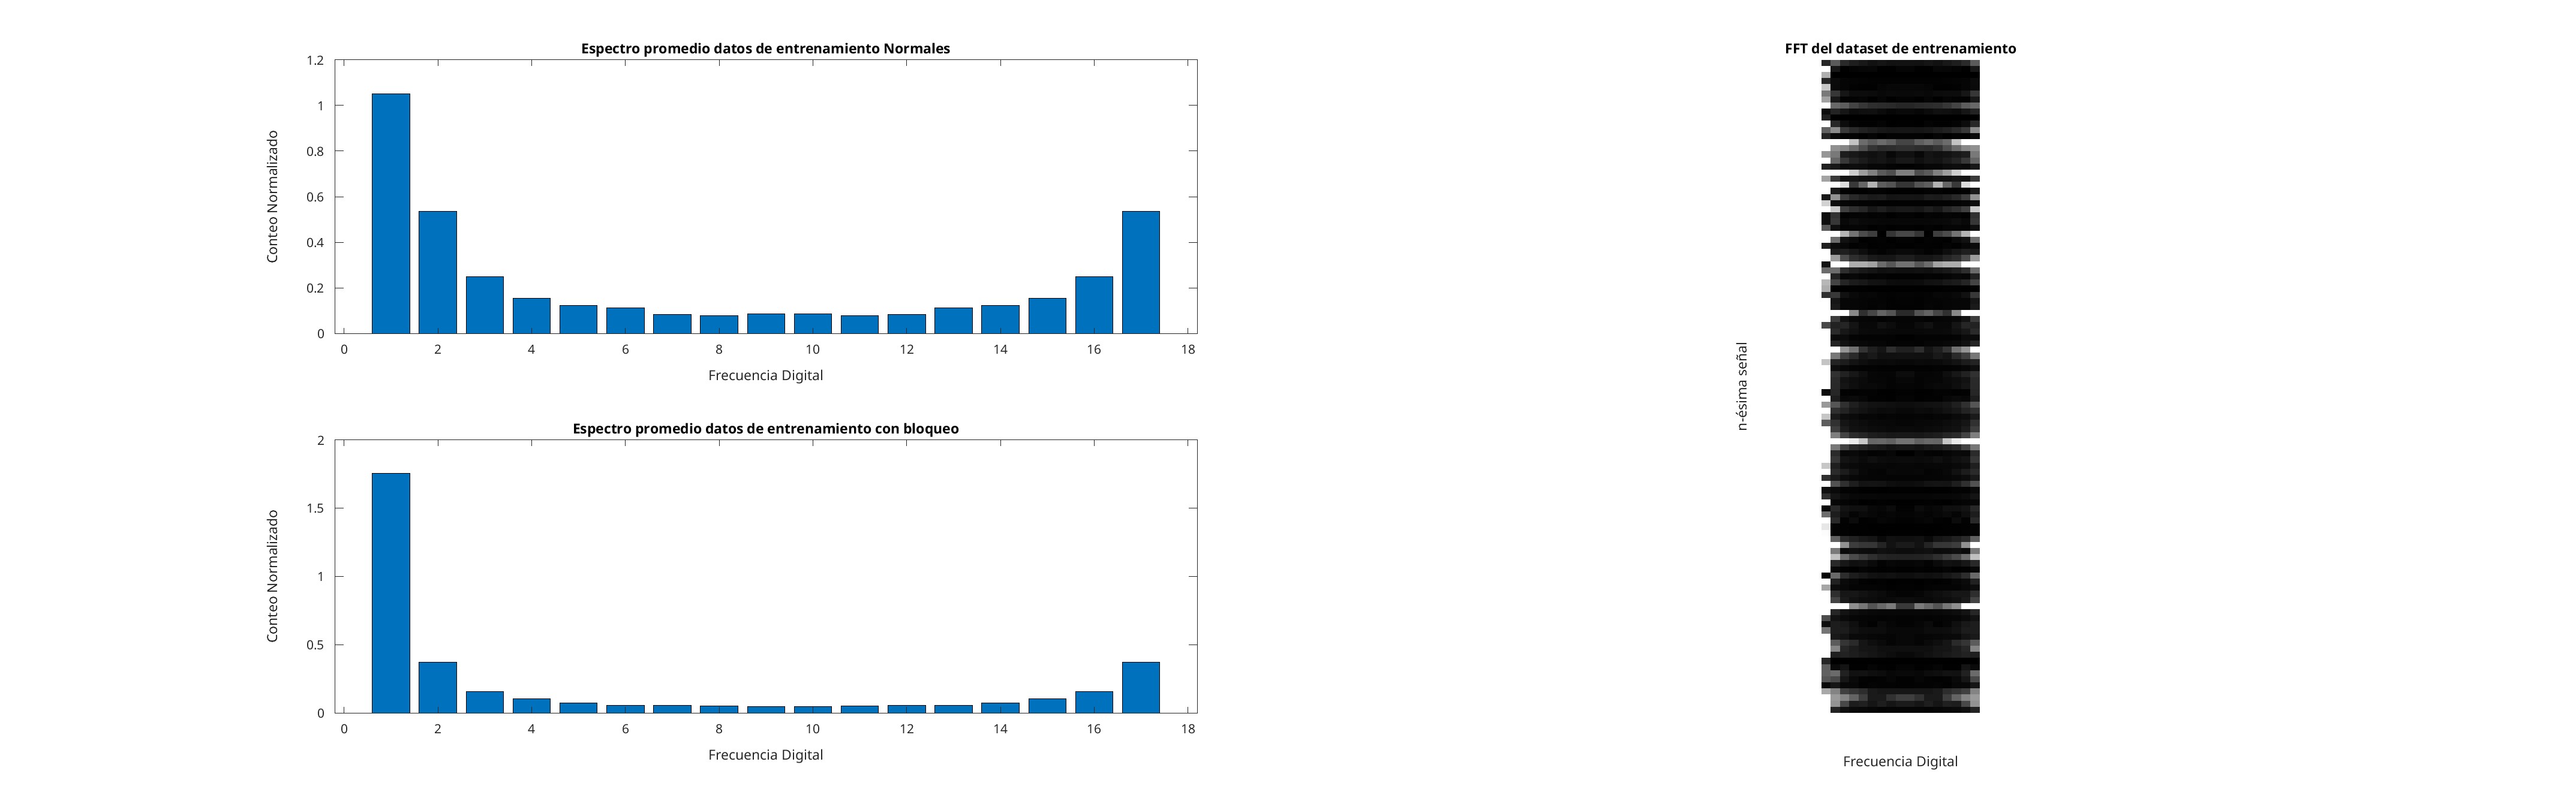 Espectro promedio datos de entrenamiento Normales
1.2
1
0.8
0.6
0.4
0.2
0
Conteo Normalizado
0 2 4 6 8 10 12 14 16 18
Frecuencia Digital
Espectro promedio datos de entrenamiento con bloqueo
2
1.5
1
0.5
0
Conteo Normalizado
0 2 4 6 8 10 12 14 16 18
Frecuencia Digital
FFT del dataset de entrenamiento
n-ésima señal
Frecuencia Digital